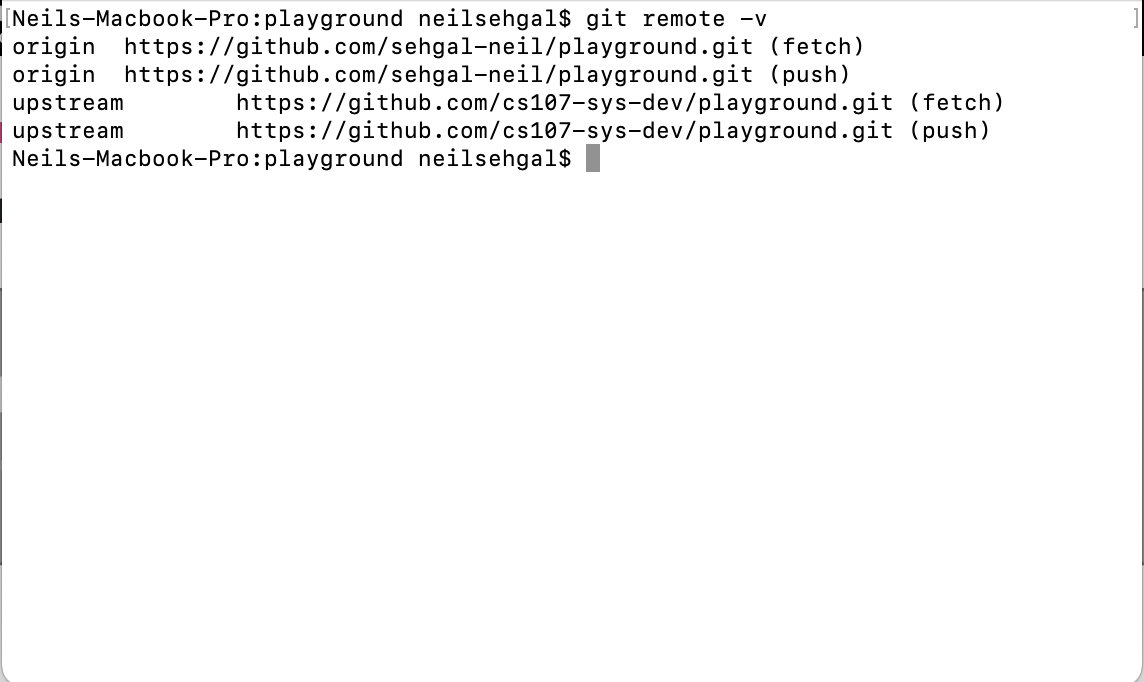 [Neils-Macbook-Pro:playground neilsehgal$ git remote -v ]
origin  https://github.com/sehgal-neil/playground.git (fetch)
origin  https://github.com/sehgal-neil/playground.git (push)
upstream        https://github.com/cs107-sys-dev/playground.git (fetch)
upstream        https://github.com/cs107-sys-dev/playground.git (push)
Neils-Macbook-Pro:playground neilsehgal$